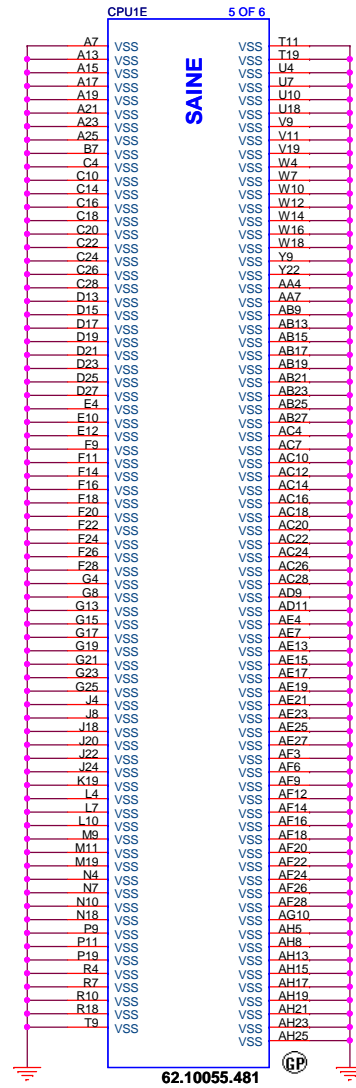 CPU1E 5 OF 6
SAINE
A7 VSS VSS T11
A13 VSS VSS T19
A15 VSS VSS U4
A17 VSS VSS U7
A19 VSS VSS U10
A21 VSS VSS U18
A23 VSS VSS V9
A25 VSS VSS V11
B7 VSS VSS V19
C4 VSS VSS W4
C10 VSS VSS W7
C14 VSS VSS W10
C16 VSS VSS W12
C18 VSS VSS W14
C20 VSS VSS W16
C22 VSS VSS W18
C24 VSS VSS Y9
C26 VSS VSS Y22
C28 VSS VSS AA4
D13 VSS VSS AA7
D15 VSS VSS AB9
D17 VSS VSS AB13
D19 VSS VSS AB15
D21 VSS VSS AB17
D23 VSS VSS AB19
D25 VSS VSS AB21
D27 VSS VSS AB23
E4 VSS VSS AB25
E10 VSS VSS AB27
E12 VSS VSS AC4
F9 VSS VSS AC7
F11 VSS VSS AC10
F14 VSS VSS AC12
F16 VSS VSS AC14
F18 VSS VSS AC16
F20 VSS VSS AC18
F22 VSS VSS AC20
F24 VSS VSS AC22
F26 VSS VSS AC24
F28 VSS VSS AC26
G4 VSS VSS AC28
G8 VSS VSS AD9
G13 VSS VSS AD11
G15 VSS VSS AE4
G17 VSS VSS AE7
G19 VSS VSS AE13
G21 VSS VSS AE15
G23 VSS VSS AE17
G25 VSS VSS AE19
J4 VSS VSS AE21
J8 VSS VSS AE23
J18 VSS VSS AE25
J20 VSS VSS AE27
J22 VSS VSS AF3
J24 VSS VSS AF6
K19 VSS VSS AF9
L4 VSS VSS AF12
L7 VSS VSS AF14
L10 VSS VSS AF16
M9 VSS VSS AF18
M11 VSS VSS AF20
M19 VSS VSS AF22
N4 VSS VSS AF24
N7 VSS VSS AF26
N10 VSS VSS AF28
N18 VSS VSS AG10
P9 VSS VSS AH5
P11 VSS VSS AH8
P19 VSS VSS AH13
R4 VSS VSS AH15
R7 VSS VSS AH17
R10 VSS VSS AH19
R18 VSS VSS AH21
T9 VSS VSS AH23
VSS AH25
GP
62.10055.481